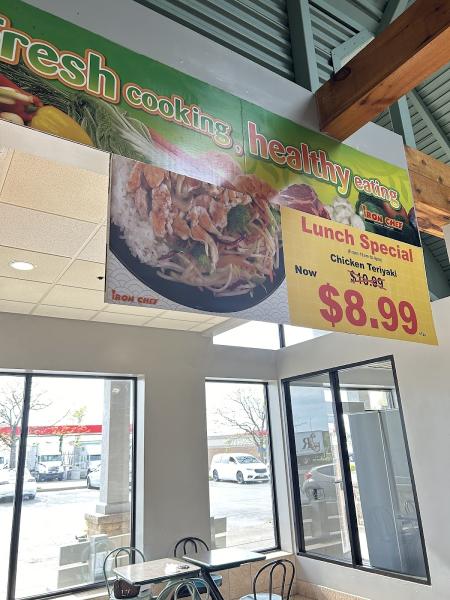 fresh cooking, healthy eating
IRON CHEF
Lunch Special
Chicken Teriyaki
Now $10.99
$8.99
IRON CHEF